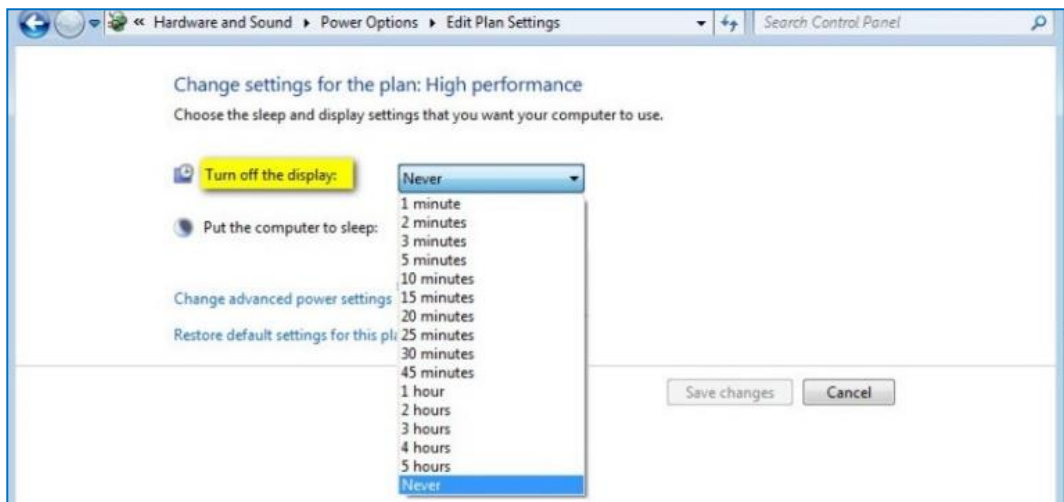 « Hardware and Sound ▸ Power Options ▸ Edit Plan Settings
Search Control Panel
Change settings for the plan: High performance
Choose the sleep and display settings that you want your computer to use.
Turn off the display:
Never
1 minute
2 minutes
3 minutes
5 minutes
10 minutes
15 minutes
20 minutes
25 minutes
30 minutes
45 minutes
1 hour
2 hours
3 hours
4 hours
5 hours
Never
Put the computer to sleep:
Change advanced power settings
Restore default settings for this pl
Save changes
Cancel